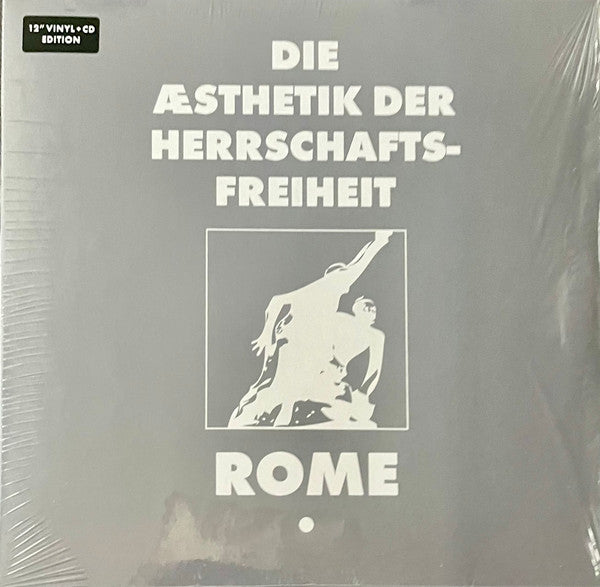 12" VINYL+CD
EDITION
DIE
ÆSTHETIK DER
HERRSCHAFTS-
FREIHEIT
ROME